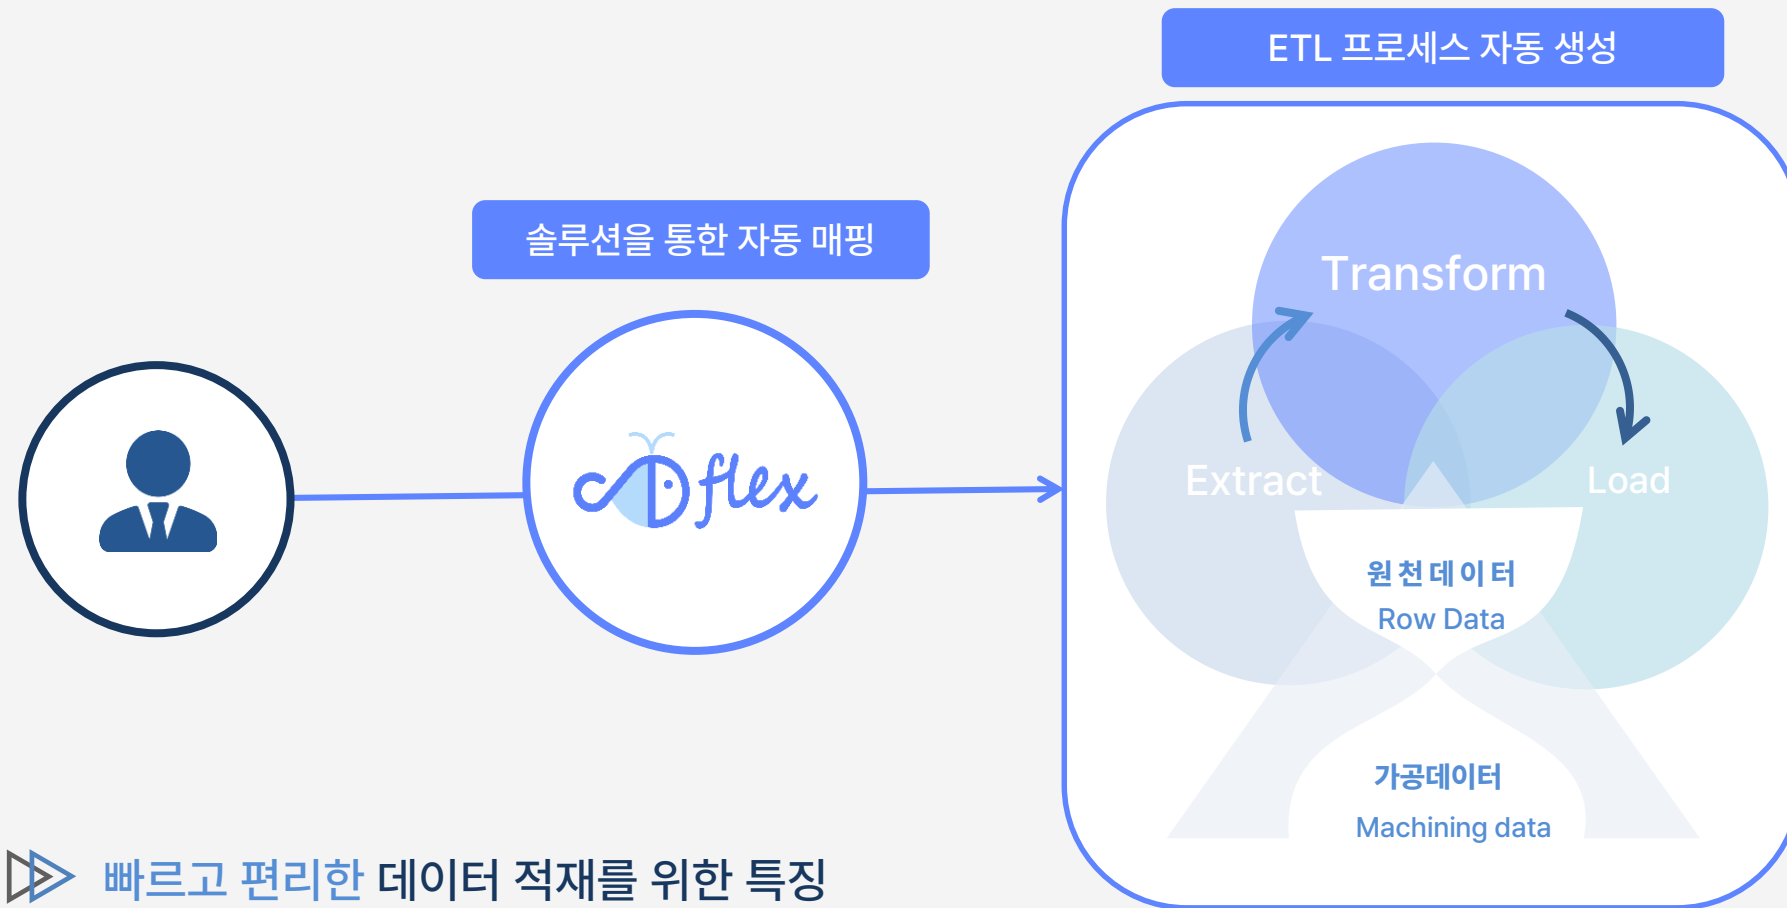 ETL 프로세스 자동 생성
솔루션을 통한 자동 매핑
flex
Transform
Extract
Load
원천데이터
Row Data
가공데이터
Machining data
빠르고 편리한 데이터 적재를 위한 특징